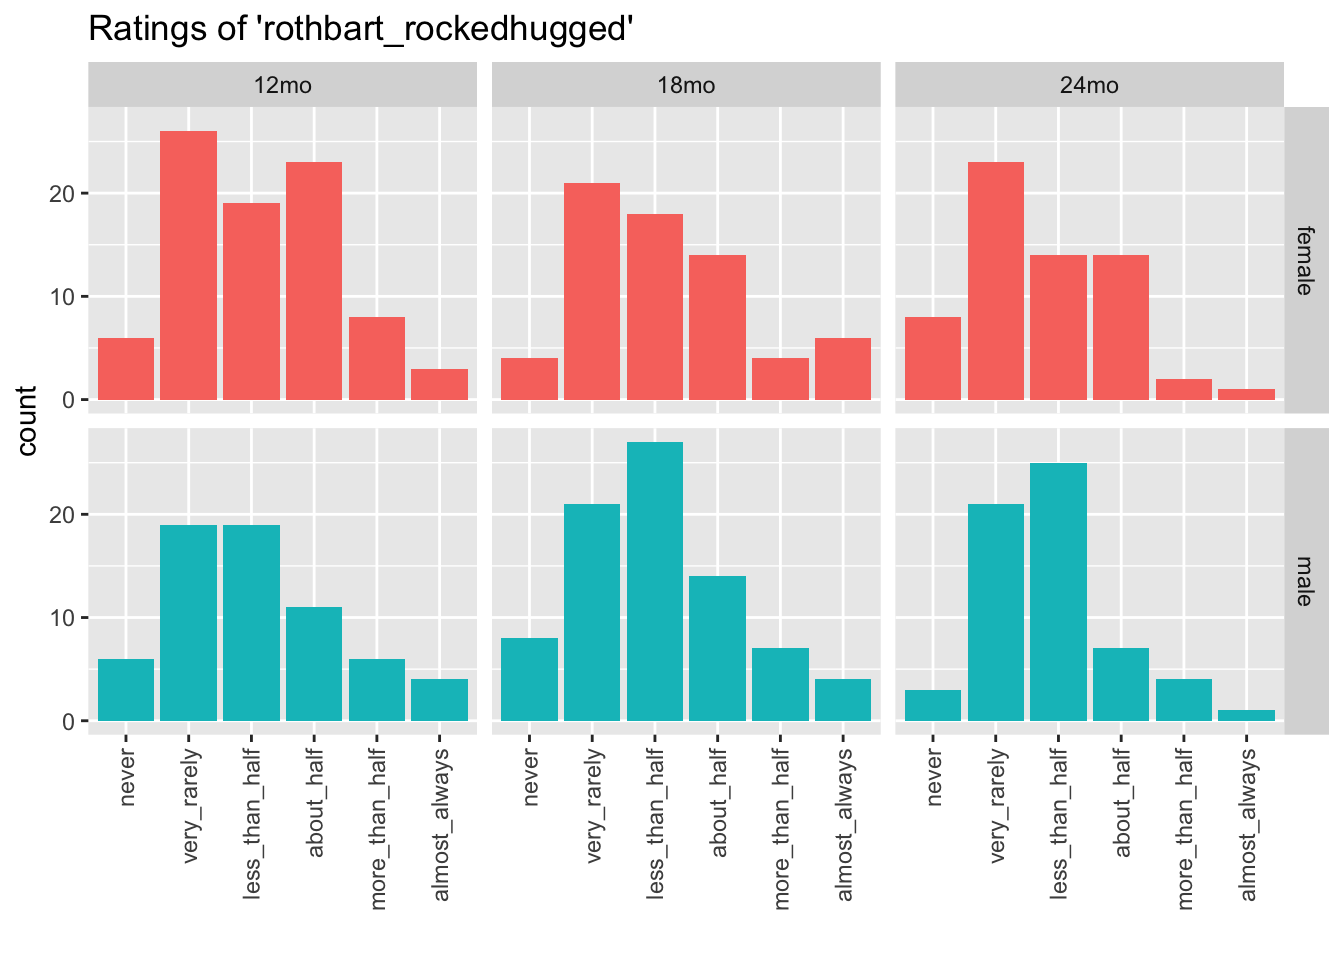 Ratings of 'rothbart_rockedhugged'
12mo
18mo
24mo
count
20
10
0
female
20
10
0
male
never
very_rarely
less_than_half
about_half
more_than_half
almost_always
never
very_rarely
less_than_half
about_half
more_than_half
almost_always
never
very_rarely
less_than_half
about_half
more_than_half
almost_always